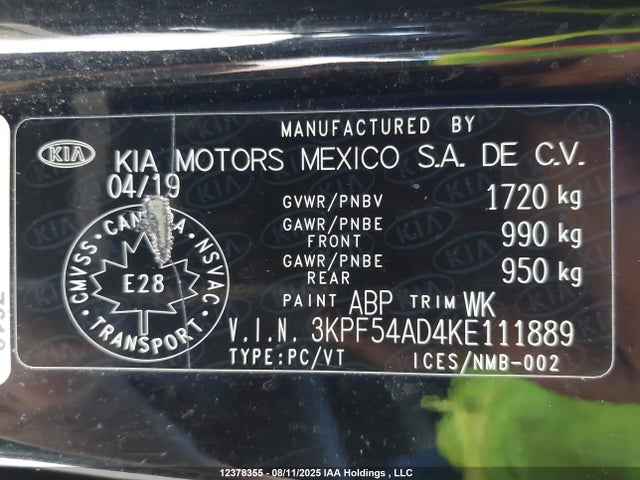 MANUFACTURED BY
KIA KIA MOTORS MEXICO S.A. DE C.V.
04/19
GVWR/PNBV 1720 kg
GAWR/PNBE FRONT 990 kg
GAWR/PNBE REAR 950 kg
PAINT ABP TRIM WK
V.I.N. 3KPF54AD4KE111889
TYPE:PC/VT ICES/NMB-002
CMVSS · CANADA · NSVAC · TRANSPORT ·
E28
12378355 - 08/11/2025 IAA Holdings , LLC